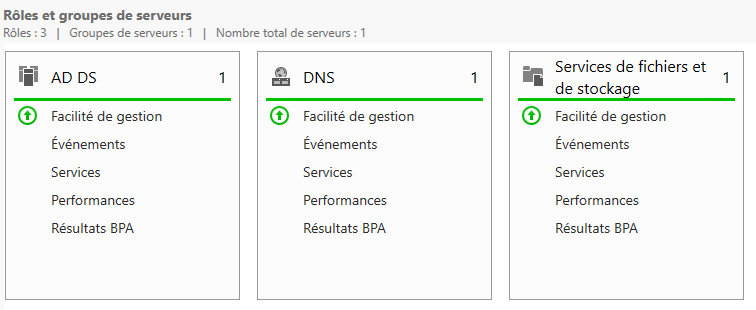 Rôles et groupes de serveurs
Rôles : 3 | Groupes de serveurs : 1 | Nombre total de serveurs : 1
AD DS 1
Facilité de gestion
Événements
Services
Performances
Résultats BPA
DNS 1
Facilité de gestion
Événements
Services
Performances
Résultats BPA
Services de fichiers et
de stockage 1
Facilité de gestion
Événements
Services
Performances
Résultats BPA